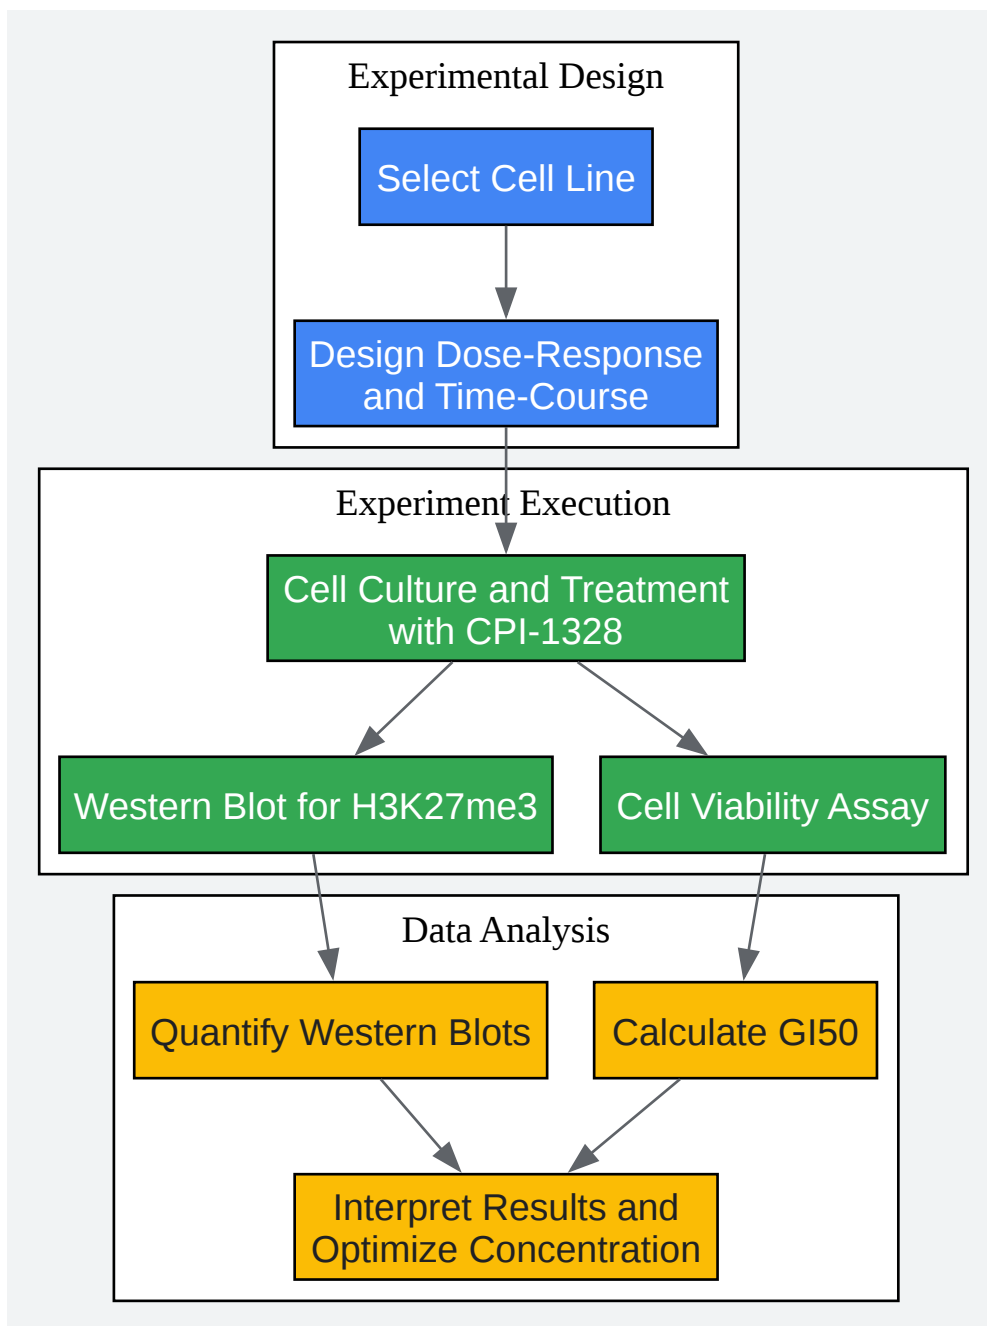 Experimental Design
Select Cell Line
Design Dose-Response
and Time-Course
Experiment Execution
Cell Culture and Treatment
with CPI-1328
Western Blot for H3K27me3
Cell Viability Assay
Data Analysis
Quantify Western Blots
Calculate GI50
Interpret Results and
Optimize Concentration